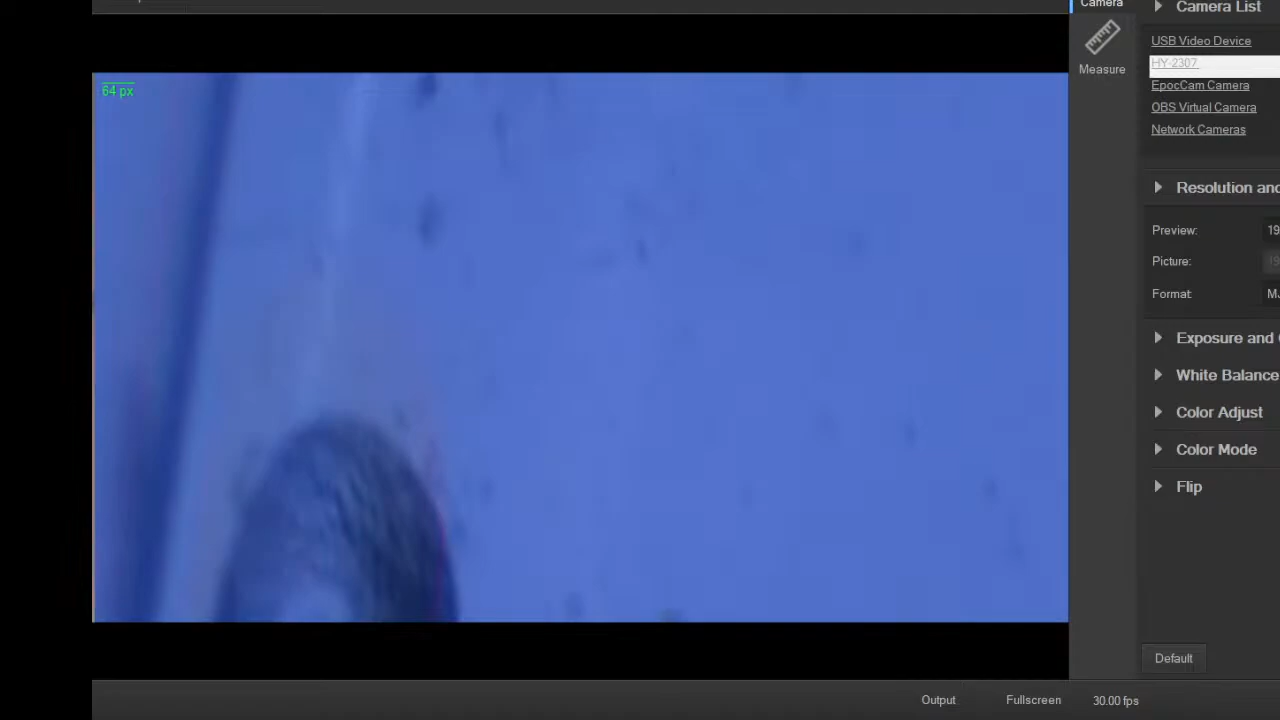 Camera
Measure
Camera List
USB Video Device
HY-2307
EpocCam Camera
OBS Virtual Camera
Network Cameras
Resolution and
Preview:
19
Picture:
19
Format:
MJ
Exposure and
White Balance
Color Adjust
Color Mode
Flip
Default
64 px
Output
Fullscreen
30.00 fps